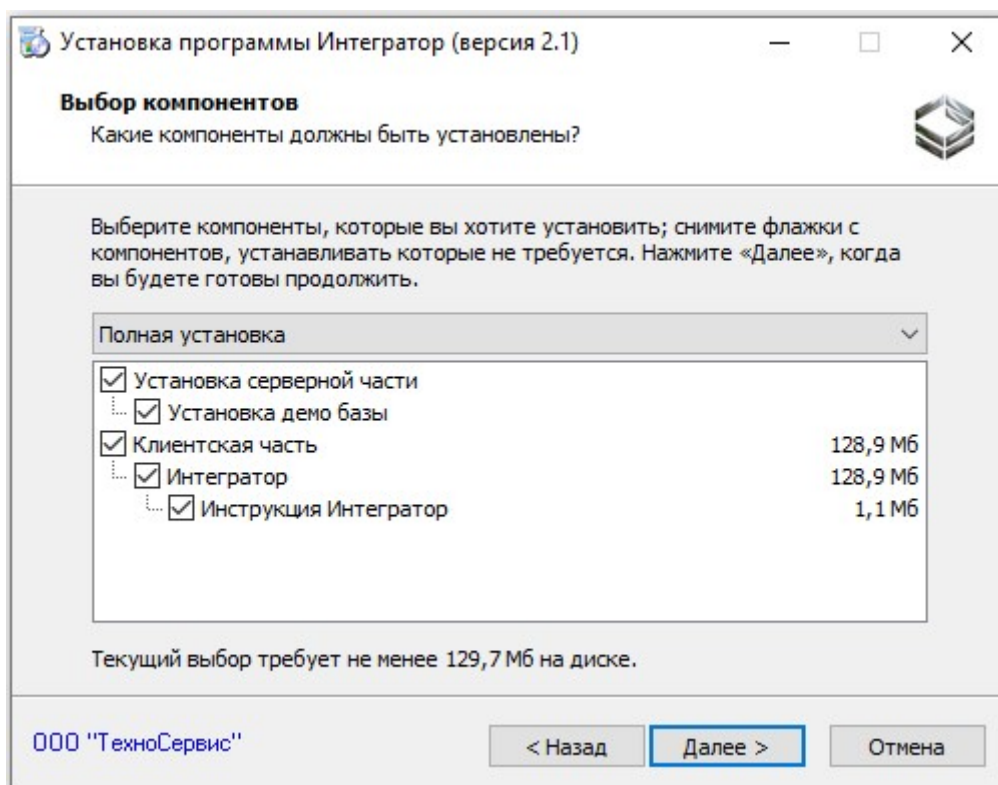 Установка программы Интегратор (версия 2.1)
Выбор компонентов
Какие компоненты должны быть установлены?
Выберите компоненты, которые вы хотите установить; снимите флажки с
компонентов, устанавливать которые не требуется. Нажмите «Далее», когда
вы будете готовы продолжить.
Полная установка
Установка серверной части
Установка демо базы
Клиентская часть 128,9 Мб
Интегратор 128,9 Мб
Инструкция Интегратор 1,1 Мб
Текущий выбор требует не менее 129,7 Мб на диске.
ООО "ТехноСервис" < Назад Далее > Отмена